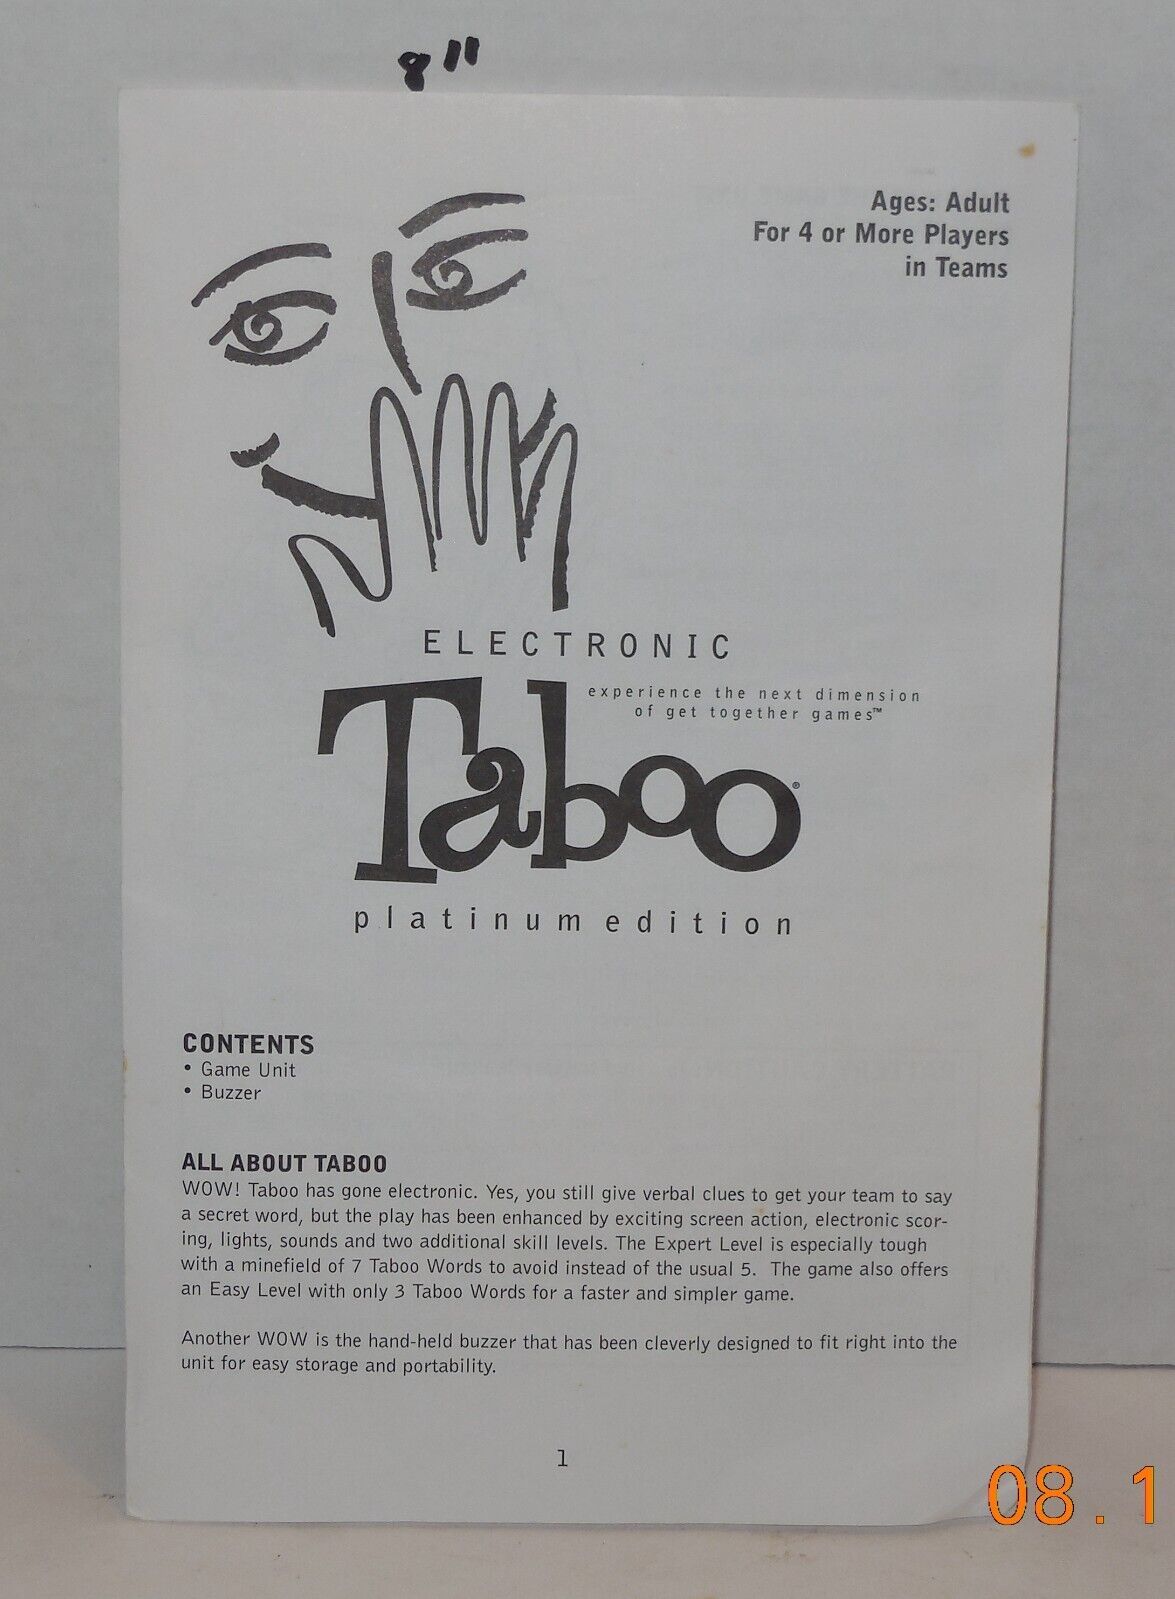 8"
Ages: Adult
For 4 or More Players
in Teams
ELECTRONIC
experience the next dimension
of get together games™
Taboo®
platinum edition
CONTENTS
• Game Unit
• Buzzer
ALL ABOUT TABOO
WOW! Taboo has gone electronic. Yes, you still give verbal clues to get your team to say
a secret word, but the play has been enhanced by exciting screen action, electronic scor-
ing, lights, sounds and two additional skill levels. The Expert Level is especially tough
with a minefield of 7 Taboo Words to avoid instead of the usual 5. The game also offers
an Easy Level with only 3 Taboo Words for a faster and simpler game.
Another WOW is the hand-held buzzer that has been cleverly designed to fit right into the
unit for easy storage and portability.
1
08.1